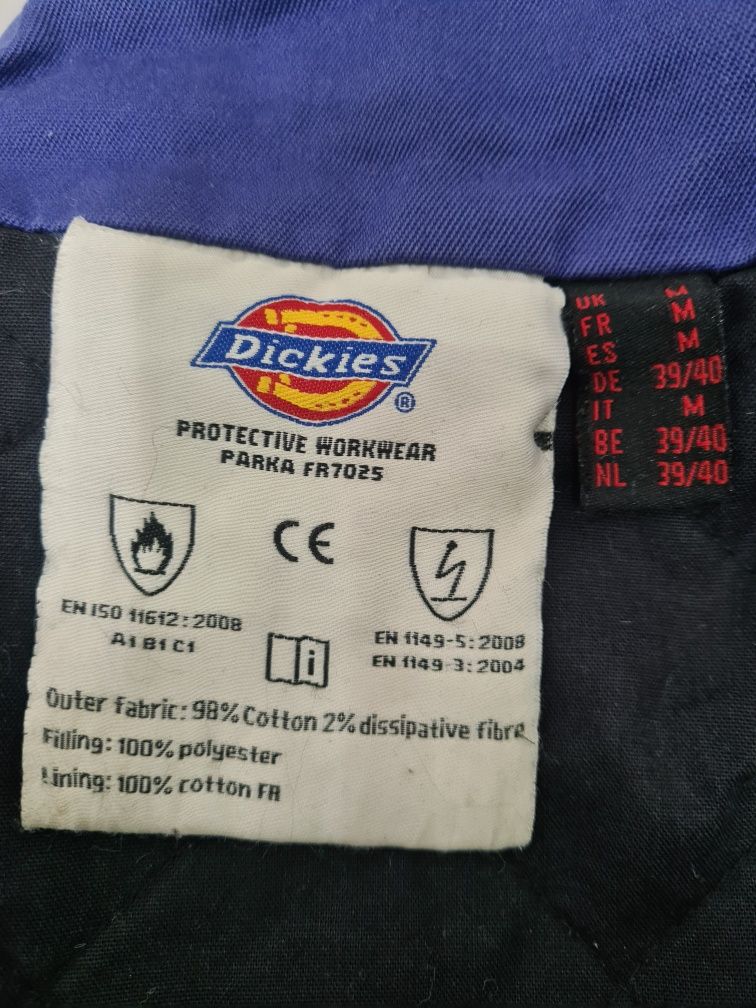 Dickies®
PROTECTIVE WORKWEAR
PARKA FR7025
CE
EN ISO 11612:2008
A1 B1 C1
i
EN 1149-5:2008
EN 1149-3:2004
Outer fabric: 98% Cotton 2% dissipative fibre
Filling: 100% polyester
Lining: 100% cotton FR
UK M
FR M
ES M
DE 39/40
IT M
BE 39/40
NL 39/40